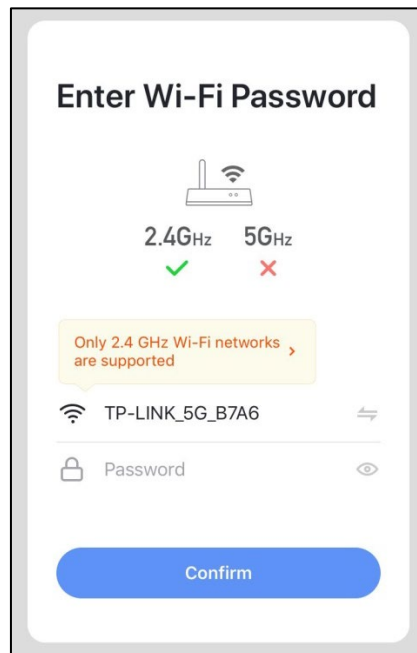 Enter Wi-Fi Password
2.4GHz 5GHz
Only 2.4 GHz Wi-Fi networks
are supported
TP-LINK_5G_B7A6
Password
Confirm